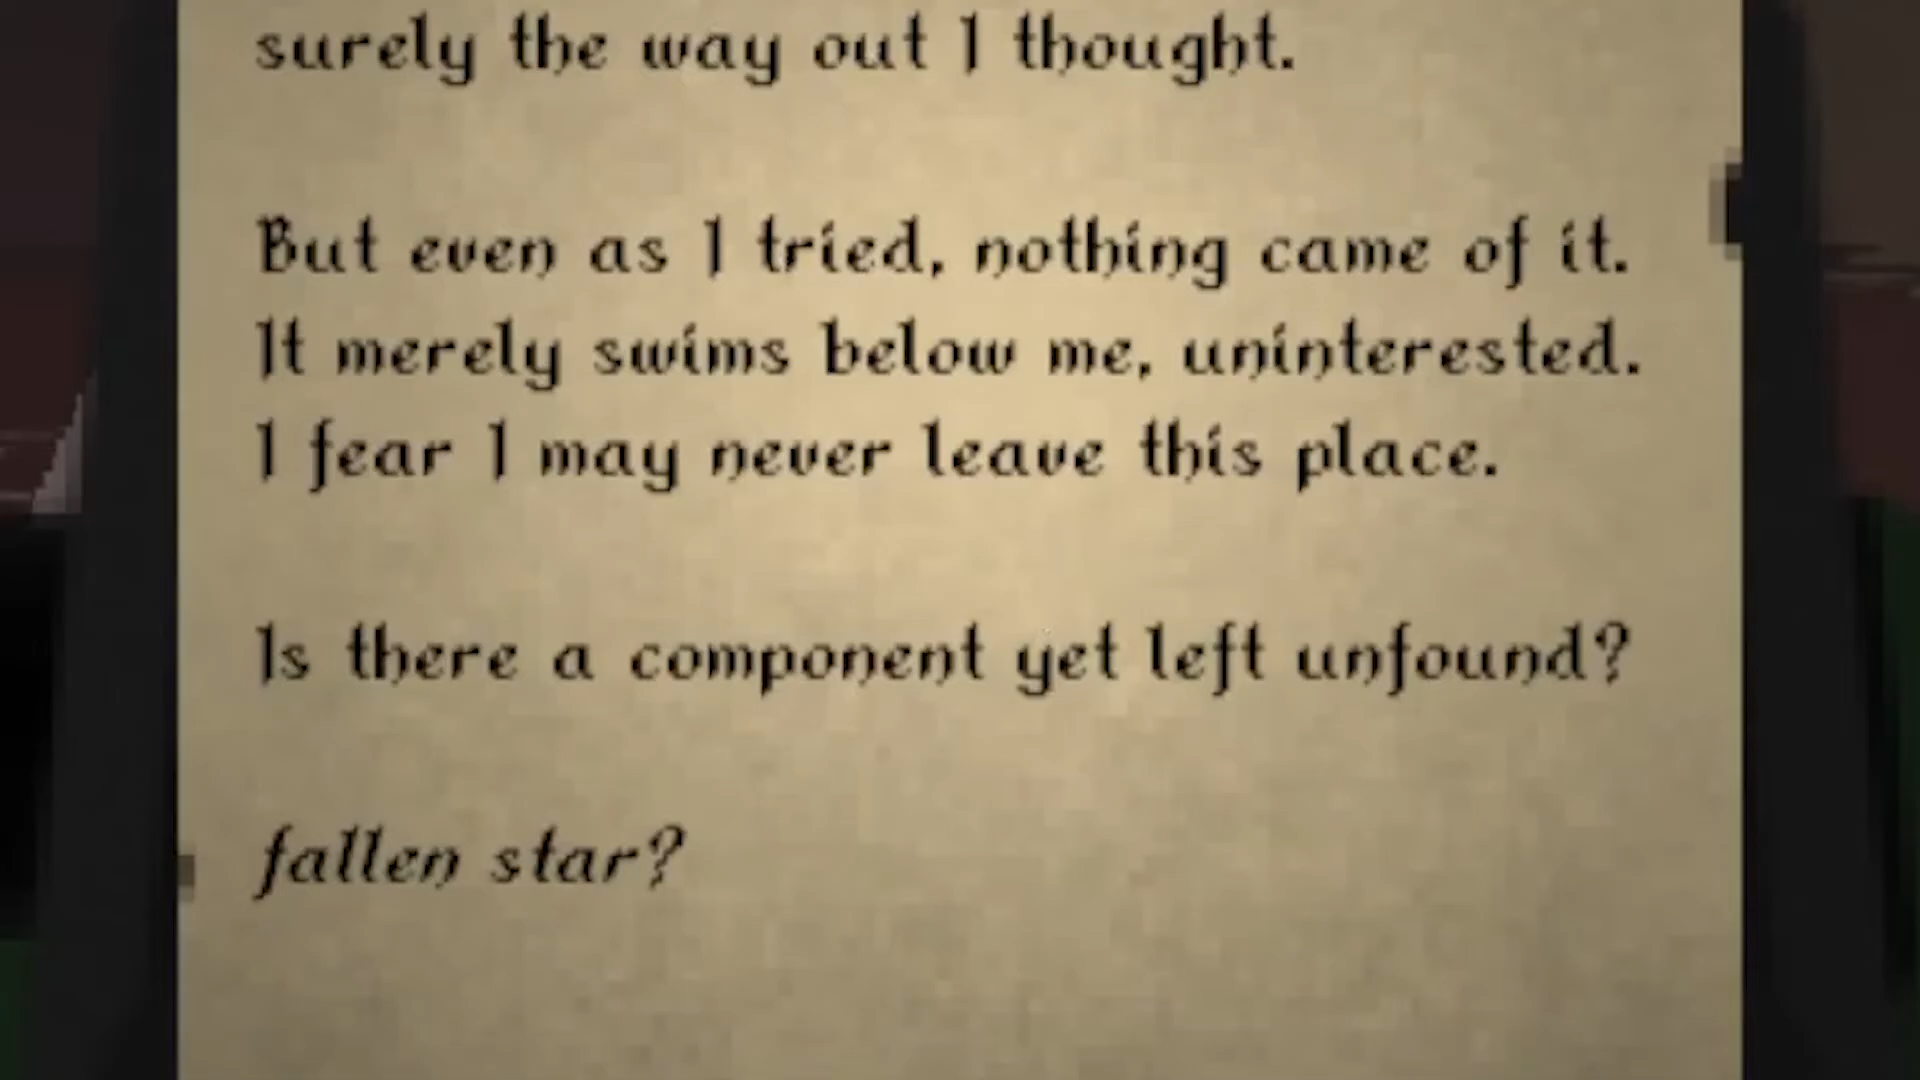 surely the way out I thought.
But even as I tried, nothing came of it.
It merely swims below me, uninterested.
I fear I may never leave this place.
Is there a component yet left unfound?
fallen star?